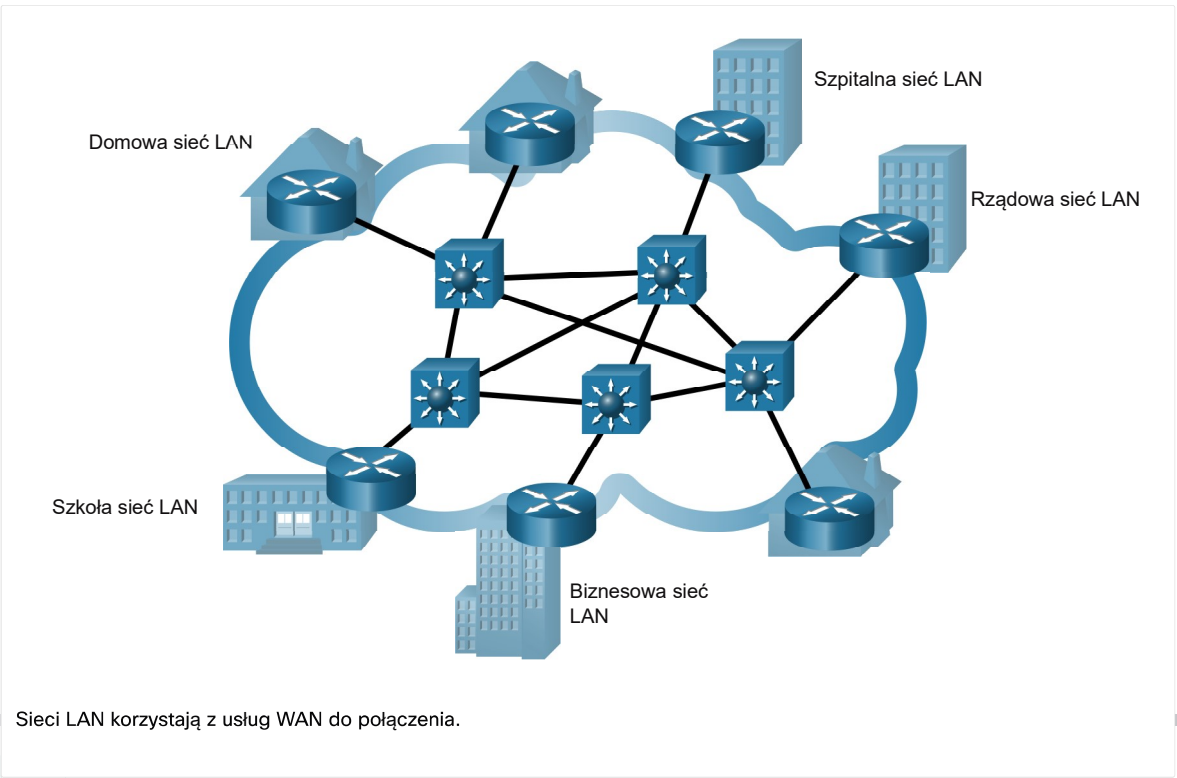 Szpitalna sieć LAN
Domowa sieć LAN
Rządowa sieć LAN
Szkoła sieć LAN
Biznesowa sieć
LAN
Sieci LAN korzystają z usług WAN do połączenia.